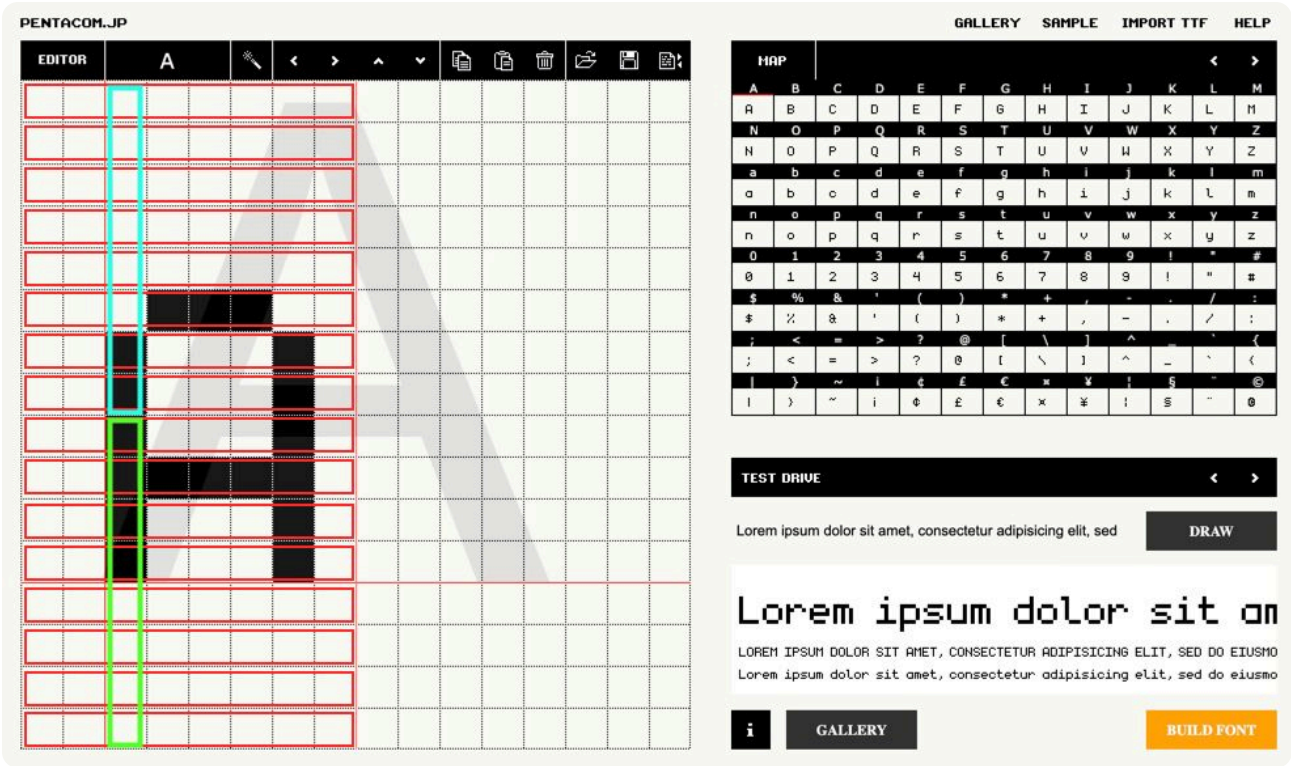 PENTACOM.JP
GALLERY SAMPLE IMPORT TTF HELP
EDITOR A
MAP
A B C D E F G H I J K L M
A B C D E F G H I J K L M
N O P Q R S T U V W X Y Z
N O P Q R S T U V W X Y Z
a b c d e f g h i j k l m
a b c d e f g h i j k l m
n o p q r s t u v w x y z
n o p q r s t u v w x y z
0 1 2 3 4 5 6 7 8 9 ! " #
0 1 2 3 4 5 6 7 8 9 ! " #
$ % & ' ( ) * + , - . / :
$ % & ' ( ) * + , - . / :
; < = > ? @ [ \ ] ^ _ ` {
; < = > ? @ [ \ ] ^ _ ` {
| } ~ ¡ ¢ £ € ¤ ¥ ¦ § ¨ ©
| } ~ ¡ ¢ £ € ¤ ¥ ¦ § ¨ ©
TEST DRIVE
Lorem ipsum dolor sit amet, consectetur adipisicing elit, sed
DRAW
Lorem ipsum dolor sit am
LOREM IPSUM DOLOR SIT AMET, CONSECTETUR ADIPISICING ELIT, SED DO EIUSMO
Lorem ipsum dolor sit amet, consectetur adipisicing elit, sed do eiusmo
i GALLERY BUILD FONT